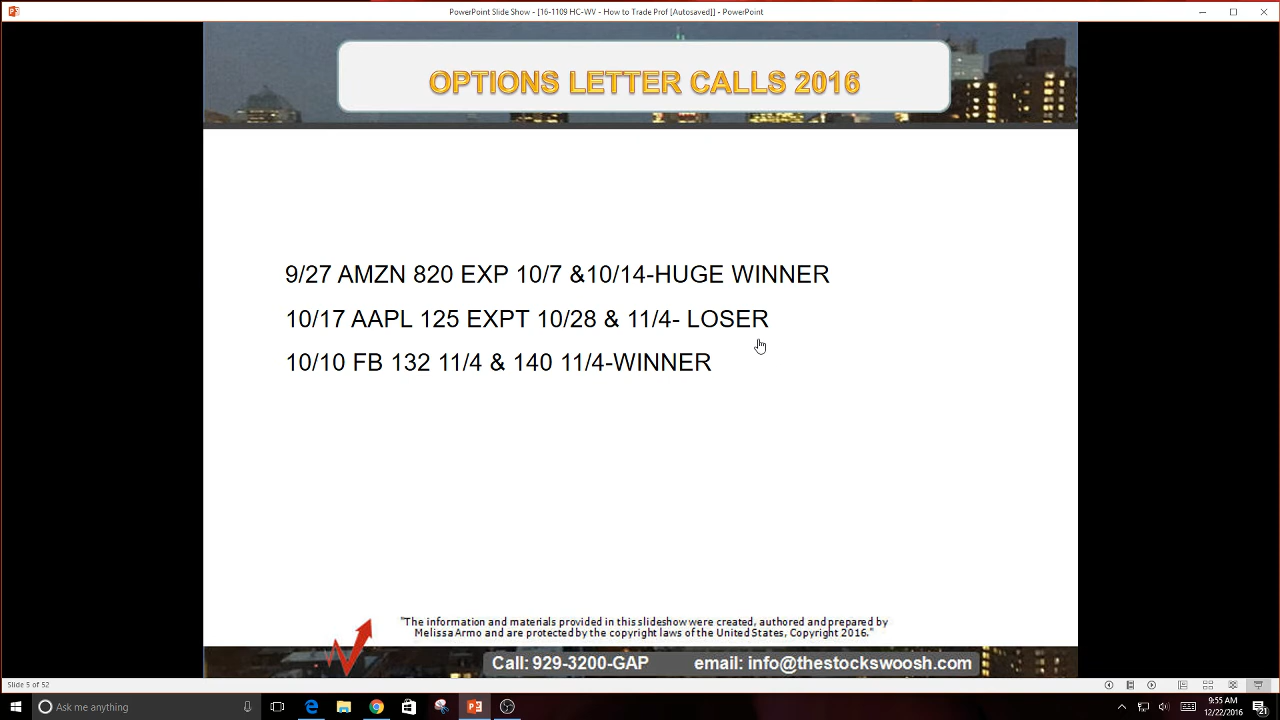 PowerPoint Slide Show - [16-1109 HC-WV - How to Trade Prof [Autosaved]] - PowerPoint
OPTIONS LETTER CALLS 2016
9/27 AMZN 820 EXP 10/7 &10/14-HUGE WINNER
10/17 AAPL 125 EXPT 10/28 & 11/4- LOSER
10/10 FB 132 11/4 & 140 11/4-WINNER
"The information and materials provided in this slideshow were created, authored and prepared by
Melissa Armo and are protected by the copyright laws of the United States, Copyright 2016."
Call: 929-3200-GAP email: info@thestockswoosh.com
Slide 5 of 52
Ask me anything
9:55 AM
12/22/2016